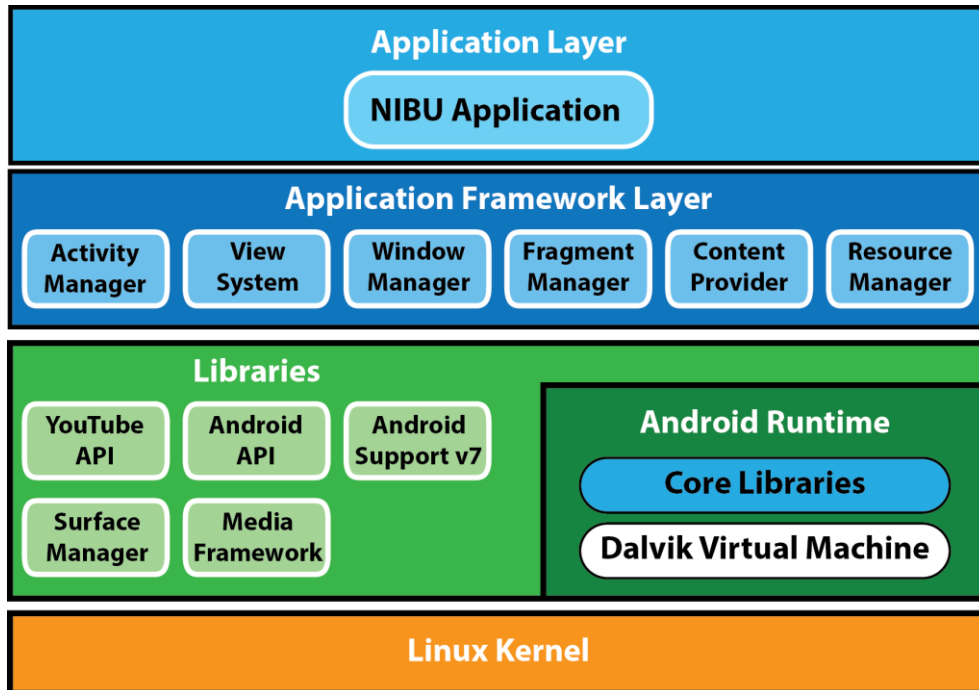 Application Layer
NIBU Application
Application Framework Layer
Activity
Manager
View
System
Window
Manager
Fragment
Manager
Content
Provider
Resource
Manager
Libraries
YouTube
API
Android
API
Android
Support v7
Surface
Manager
Media
Framework
Android Runtime
Core Libraries
Dalvik Virtual Machine
Linux Kernel